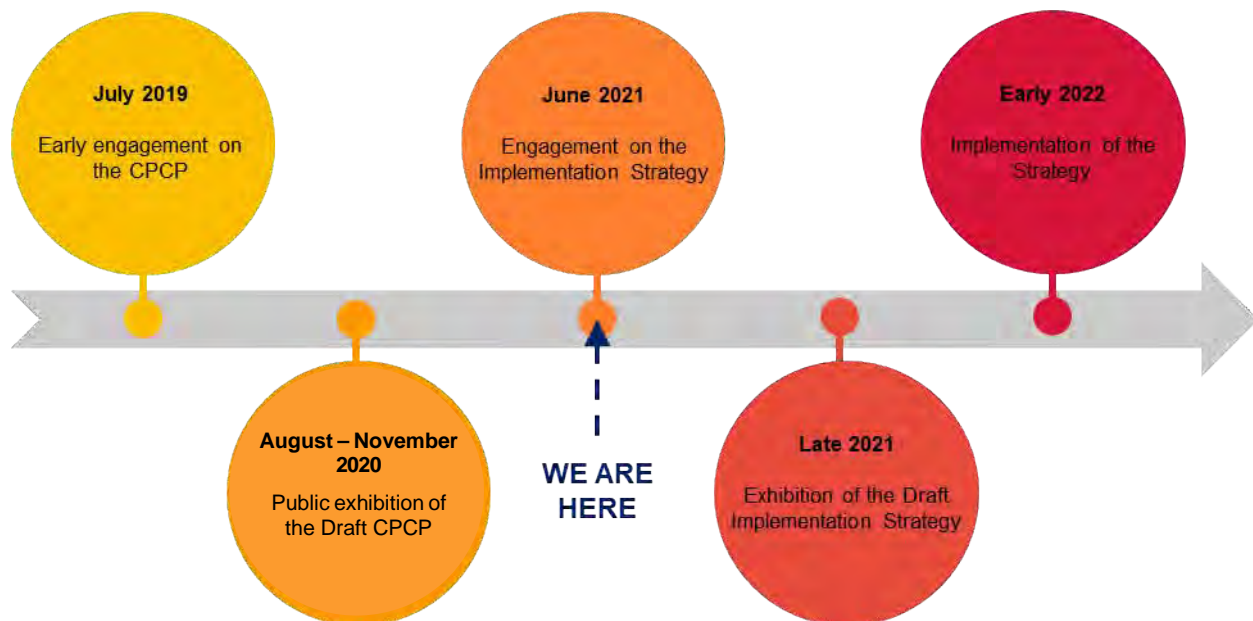 July 2019
Early engagement on
the CPCP
August – November
2020
Public exhibition of
the Draft CPCP
June 2021
Engagement on the
Implementation Strategy
WE ARE
HERE
Late 2021
Exhibition of the Draft
Implementation Strategy
Early 2022
Implementation of the
Strategy